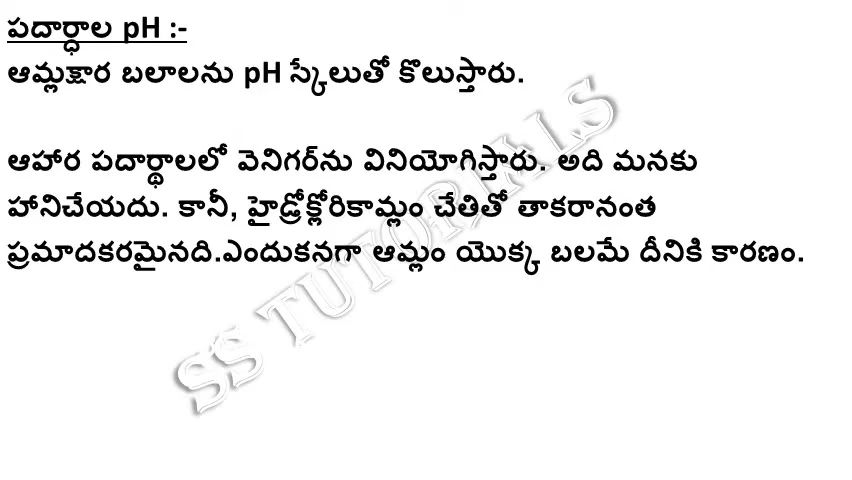 పదార్ధాల pH :-
ఆమ్లక్షార బలాలను pH స్కేలుతో కొలుస్తారు.
ఆహార పదార్థాలలో వెనిగర్‌ను వినియోగిస్తారు. అది మనకు
హానిచేయదు. కానీ, హైడ్రోక్లోరికామ్లం చేతితో తాకరానంత
ప్రమాదకరమైనది.ఎందుకనగా ఆమ్లం యొక్క బలమే దీనికి కారణం.
SS TUTORIALS